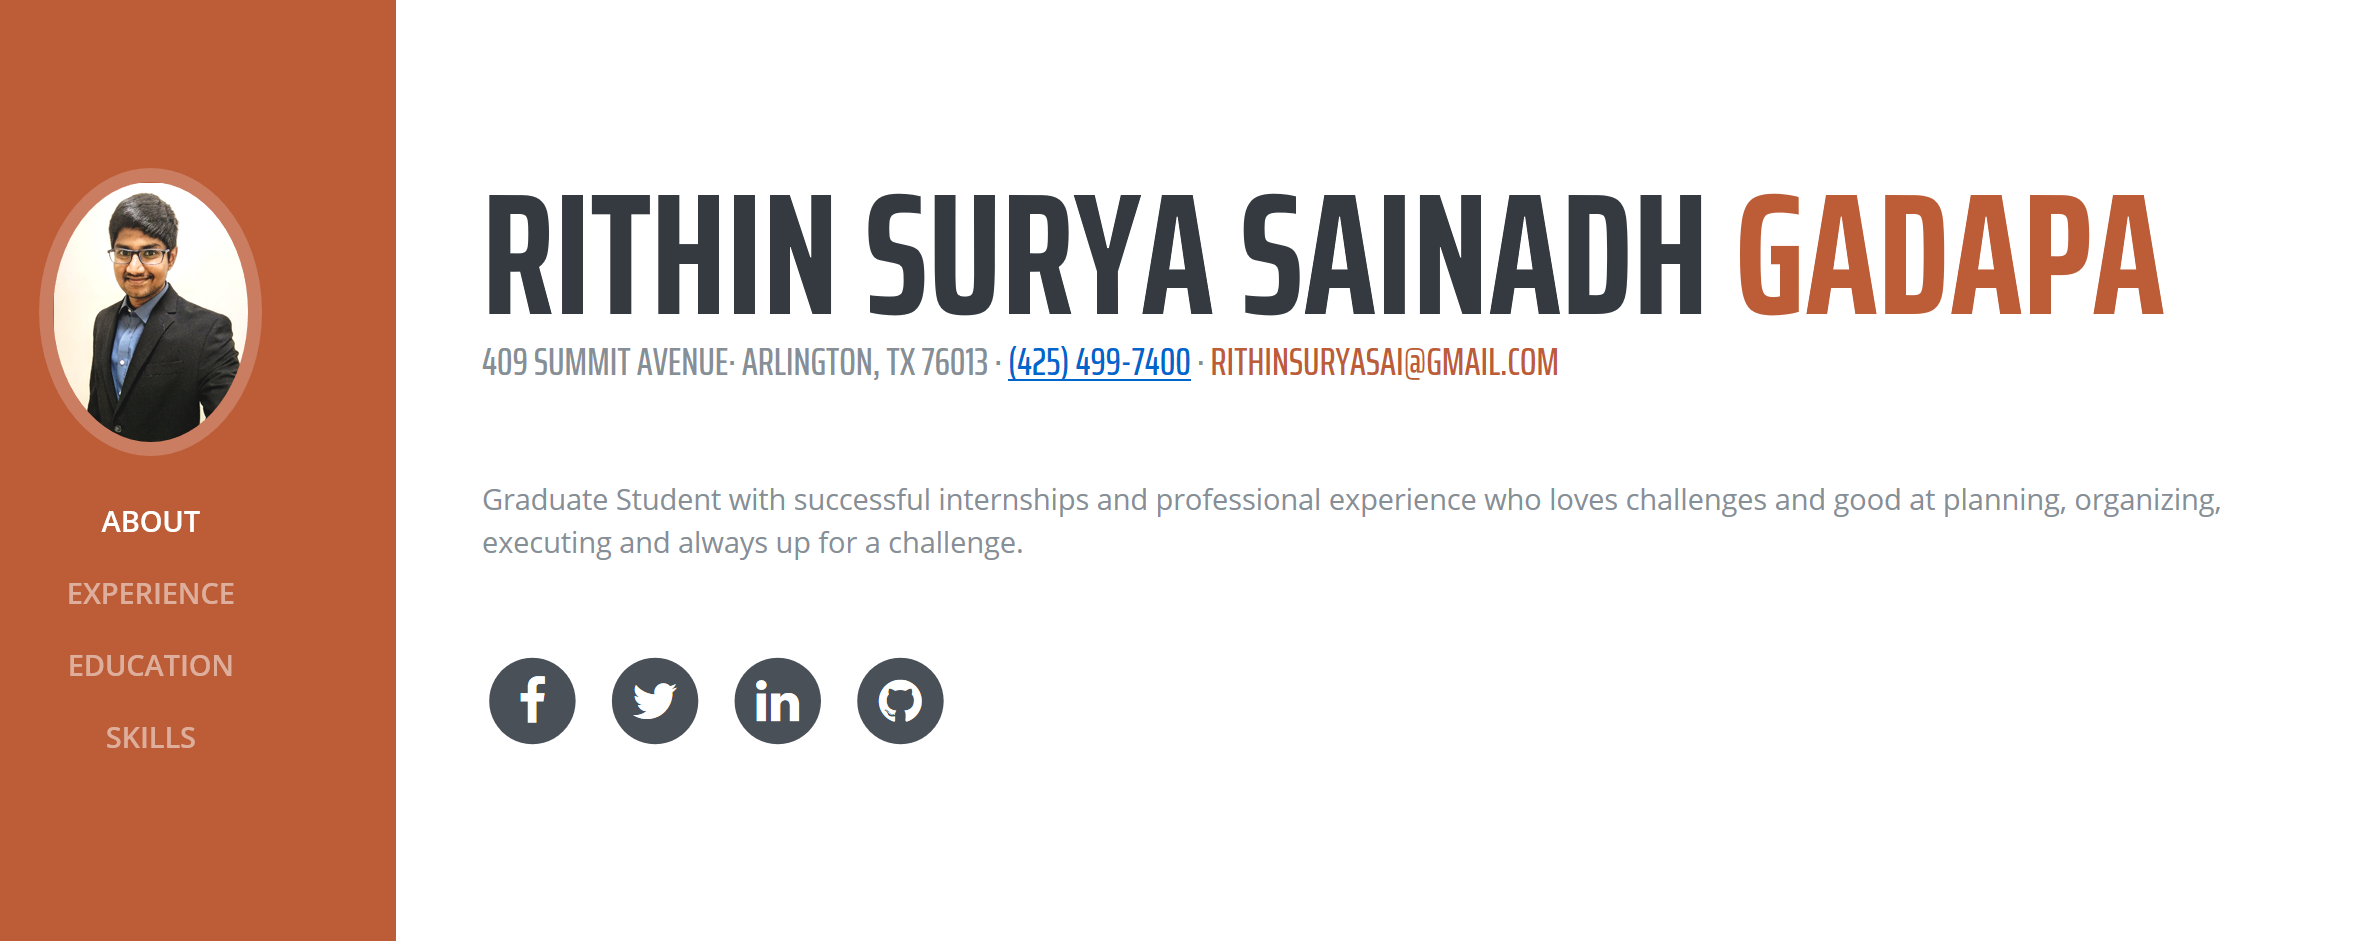 ABOUT
EXPERIENCE
EDUCATION
SKILLS
RITHIN SURYA SAINADH GADAPA
409 SUMMIT AVENUE· ARLINGTON, TX 76013 · (425) 499-7400 · RITHINSURYASAI@GMAIL.COM
Graduate Student with successful internships and professional experience who loves challenges and good at planning, organizing,
executing and always up for a challenge.